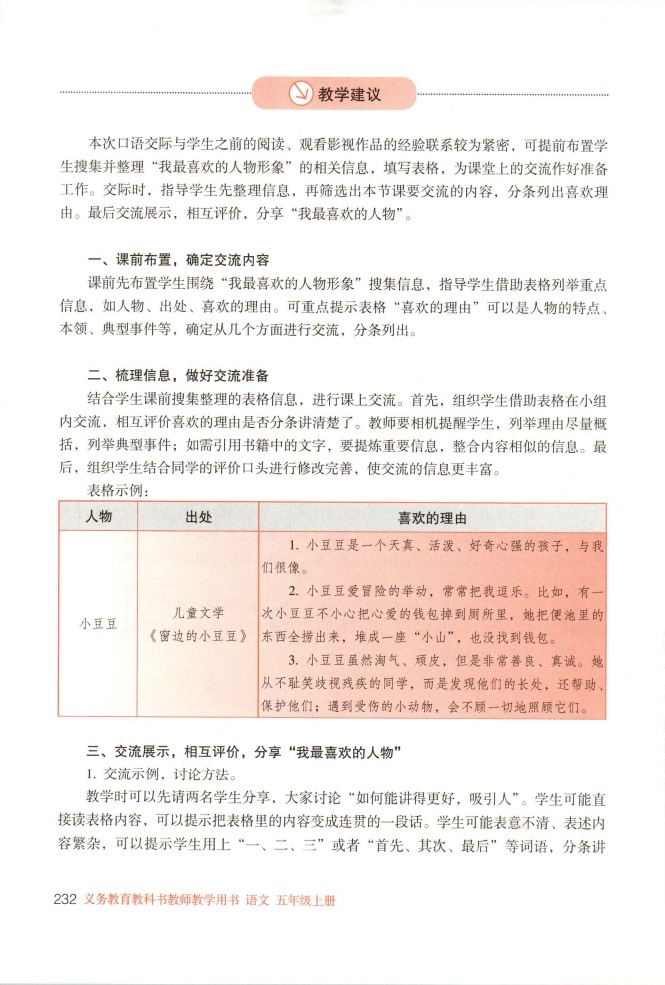 教学建议
本次口语交际与学生之前的阅读、观看影视作品的经验联系较为紧密，可提前布置学
生搜集并整理“我最喜欢的人物形象”的相关信息，填写表格，为课堂上的交流作好准备
工作。交际时，指导学生先整理信息，再筛选出本节课要交流的内容，分条列出喜欢理
由。最后交流展示，相互评价，分享“我最喜欢的人物”。
一、课前布置，确定交流内容
课前先布置学生围绕“我最喜欢的人物形象”搜集信息，指导学生借助表格列举重点
信息，如人物、出处、喜欢的理由。可重点提示表格“喜欢的理由”可以是人物的特点、
本领、典型事件等，确定从几个方面进行交流，分条列出。
二、梳理信息，做好交流准备
结合学生课前搜集整理的表格信息，进行课上交流。首先，组织学生借助表格在小组
内交流，相互评价喜欢的理由是否分条讲清楚了。教师要相机提醒学生，列举理由尽量概
括，列举典型事件；如需引用书籍中的文字，要提炼重要信息，整合内容相似的信息。最
后，组织学生结合同学的评价口头进行修改完善，使交流的信息更丰富。
表格示例：
人物 出处 喜欢的理由
小豆豆
儿童文学
《窗边的小豆豆》
1. 小豆豆是一个天真、活泼、好奇心强的孩子，与我
们很像。
2. 小豆豆爱冒险的举动，常常把我逗乐。比如，有一
次小豆豆不小心把心爱的钱包掉到厕所里，她把便池里的
东西全捞出来，堆成一座“小山”，也没找到钱包。
3. 小豆豆虽然淘气、顽皮，但是非常善良、真诚。她
从不耻笑歧视残疾的同学，而是发现他们的长处，还帮助、
保护他们；遇到受伤的小动物，会不顾一切地照顾它们。
三、交流展示，相互评价，分享“我最喜欢的人物”
1. 交流示例，讨论方法。
教学时可以先请两名学生分享，大家讨论“如何能讲得更好，吸引人”。学生可能直
接读表格内容，可以提示把表格里的内容变成连贯的一段话。学生可能表意不清、表述内
容繁杂，可以提示学生用上“一、二、三”或者“首先、其次、最后”等词语，分条讲
232 义务教育教科书教师教学用书 语文 五年级上册